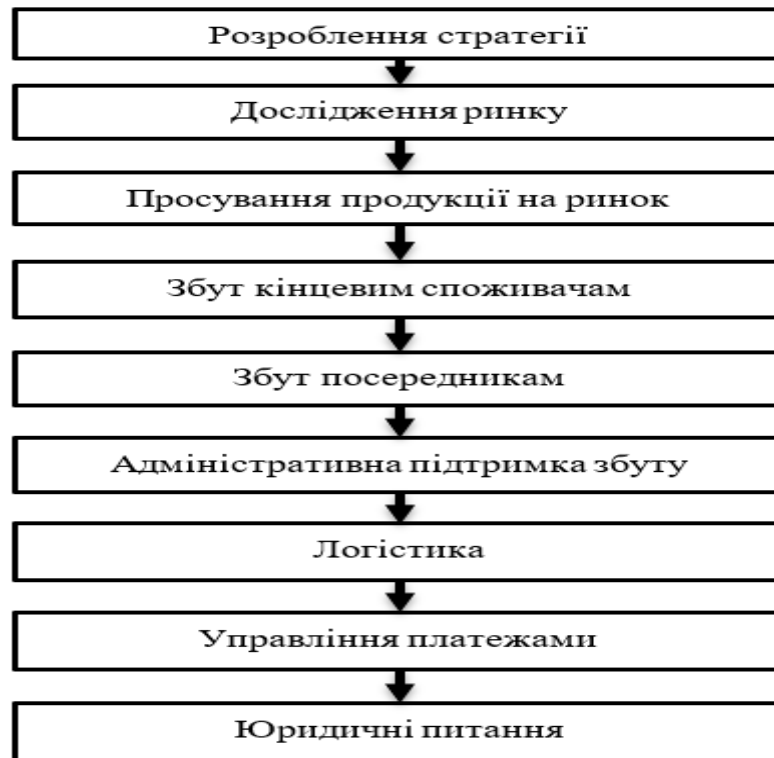 Розроблення стратегії
Дослідження ринку
Просування продукції на ринок
Збут кінцевим споживачам
Збут посередникам
Адміністративна підтримка збуту
Логістика
Управління платежами
Юридичні питання